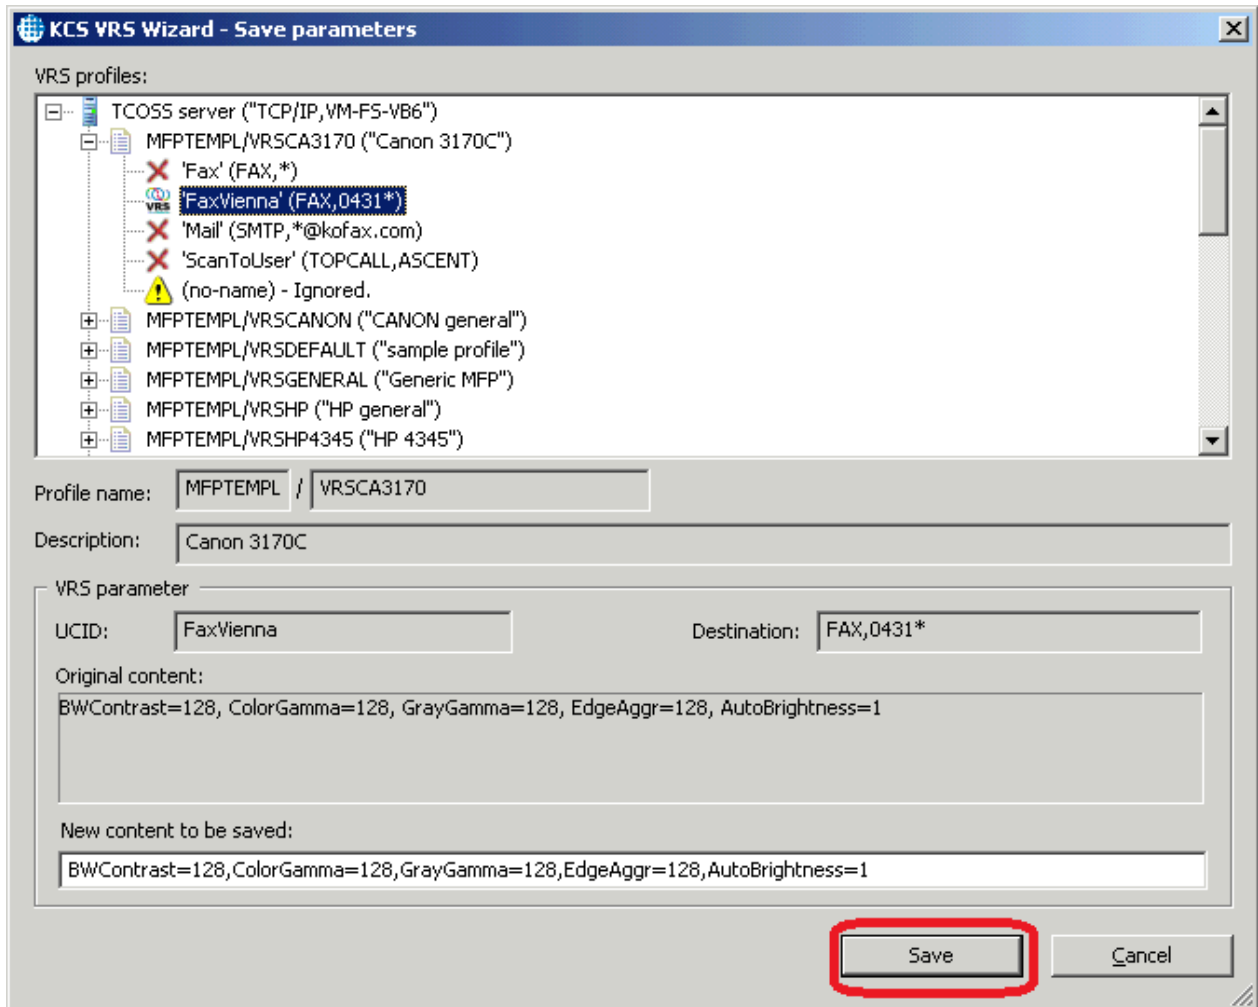 KCS VRS Wizard - Save parameters
VRS profiles:
TCOSS server ("TCP/IP,VM-FS-VB6")
MFPTEMPL/VRSCA3170 ("Canon 3170C")
'Fax' (FAX,*)
VRS 'FaxVienna' (FAX,0431*)
'Mail' (SMTP,*@kofax.com)
'ScanToUser' (TOPCALL,ASCENT)
(no-name) - Ignored.
MFPTEMPL/VRSCANON ("CANON general")
MFPTEMPL/VRSDEFAULT ("sample profile")
MFPTEMPL/VRSGENERAL ("Generic MFP")
MFPTEMPL/VRSHP ("HP general")
MFPTEMPL/VRSHP4345 ("HP 4345")
Profile name: MFPTEMPL / VRSCA3170
Description: Canon 3170C
VRS parameter
UCID: FaxVienna Destination: FAX,0431*
Original content:
BWContrast=128, ColorGamma=128, GrayGamma=128, EdgeAggr=128, AutoBrightness=1
New content to be saved:
BWContrast=128,ColorGamma=128,GrayGamma=128,EdgeAggr=128,AutoBrightness=1
Save Cancel